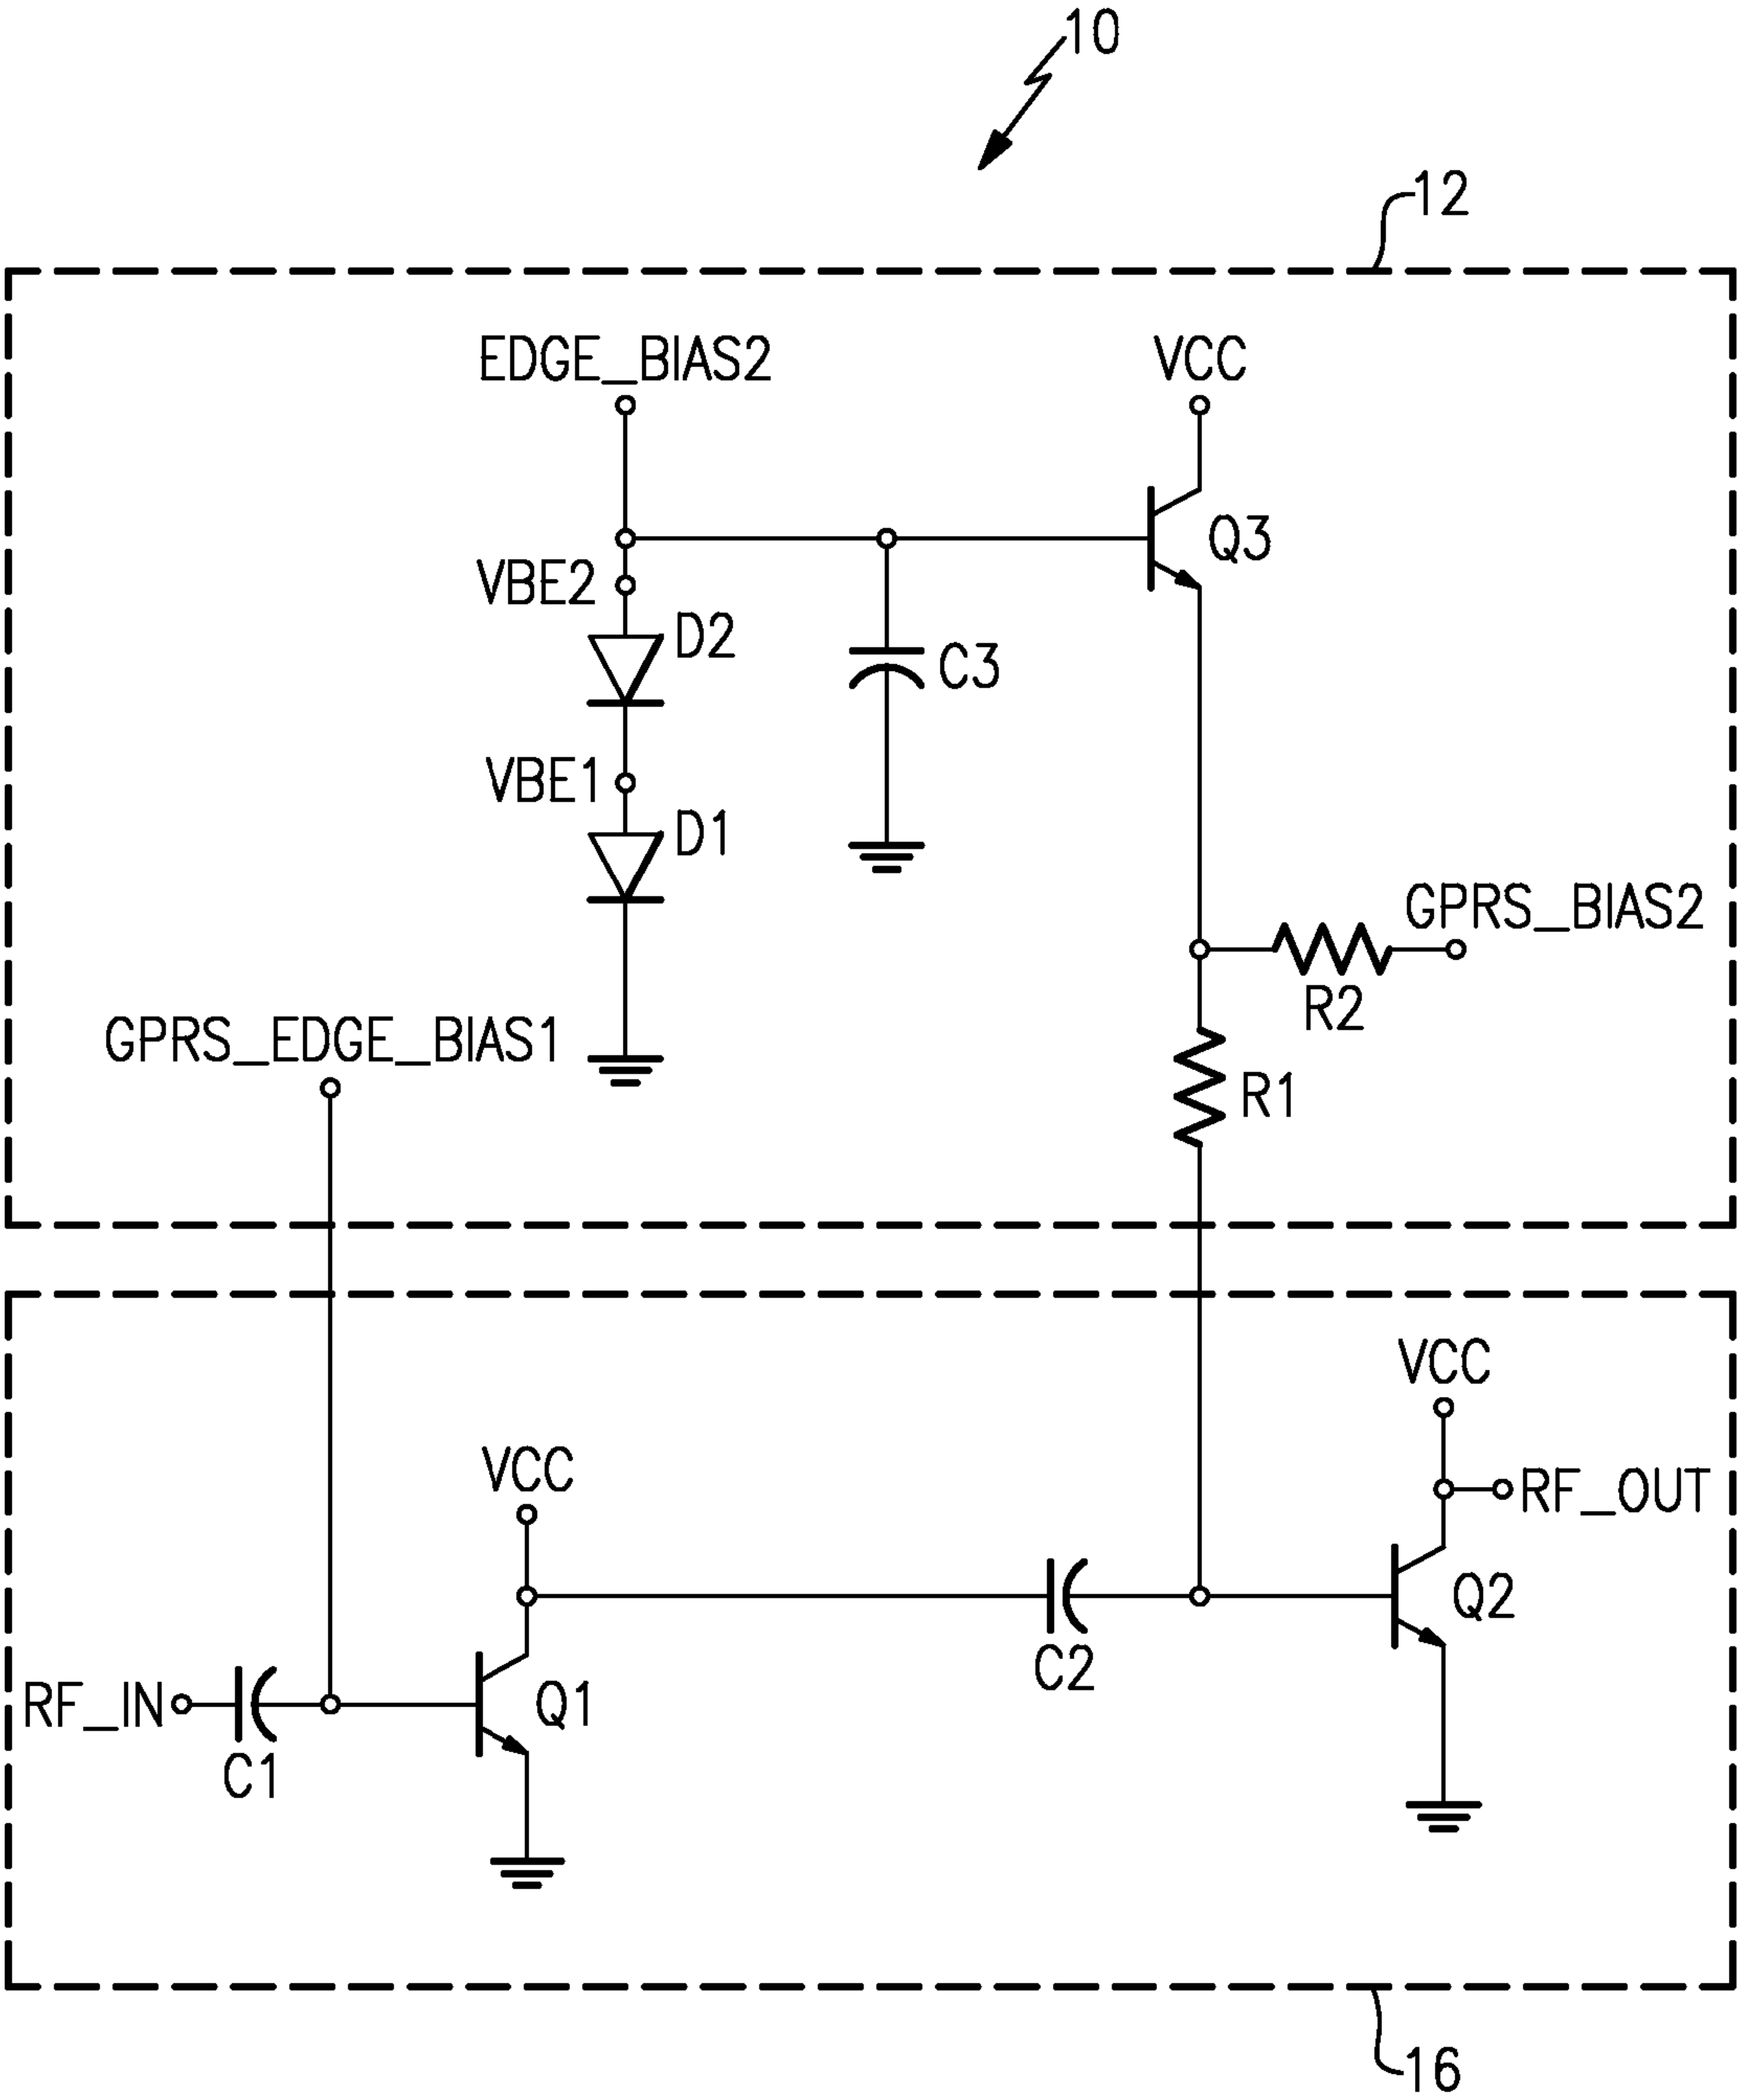 10
12
EDGE_BIAS2
VCC
Q3
VBE2
D2
C3
VBE1
D1
GPRS_BIAS2
R2
GPRS_EDGE_BIAS1
R1
VCC
VCC
RF_OUT
Q2
C2
RF_IN
Q1
C1
16